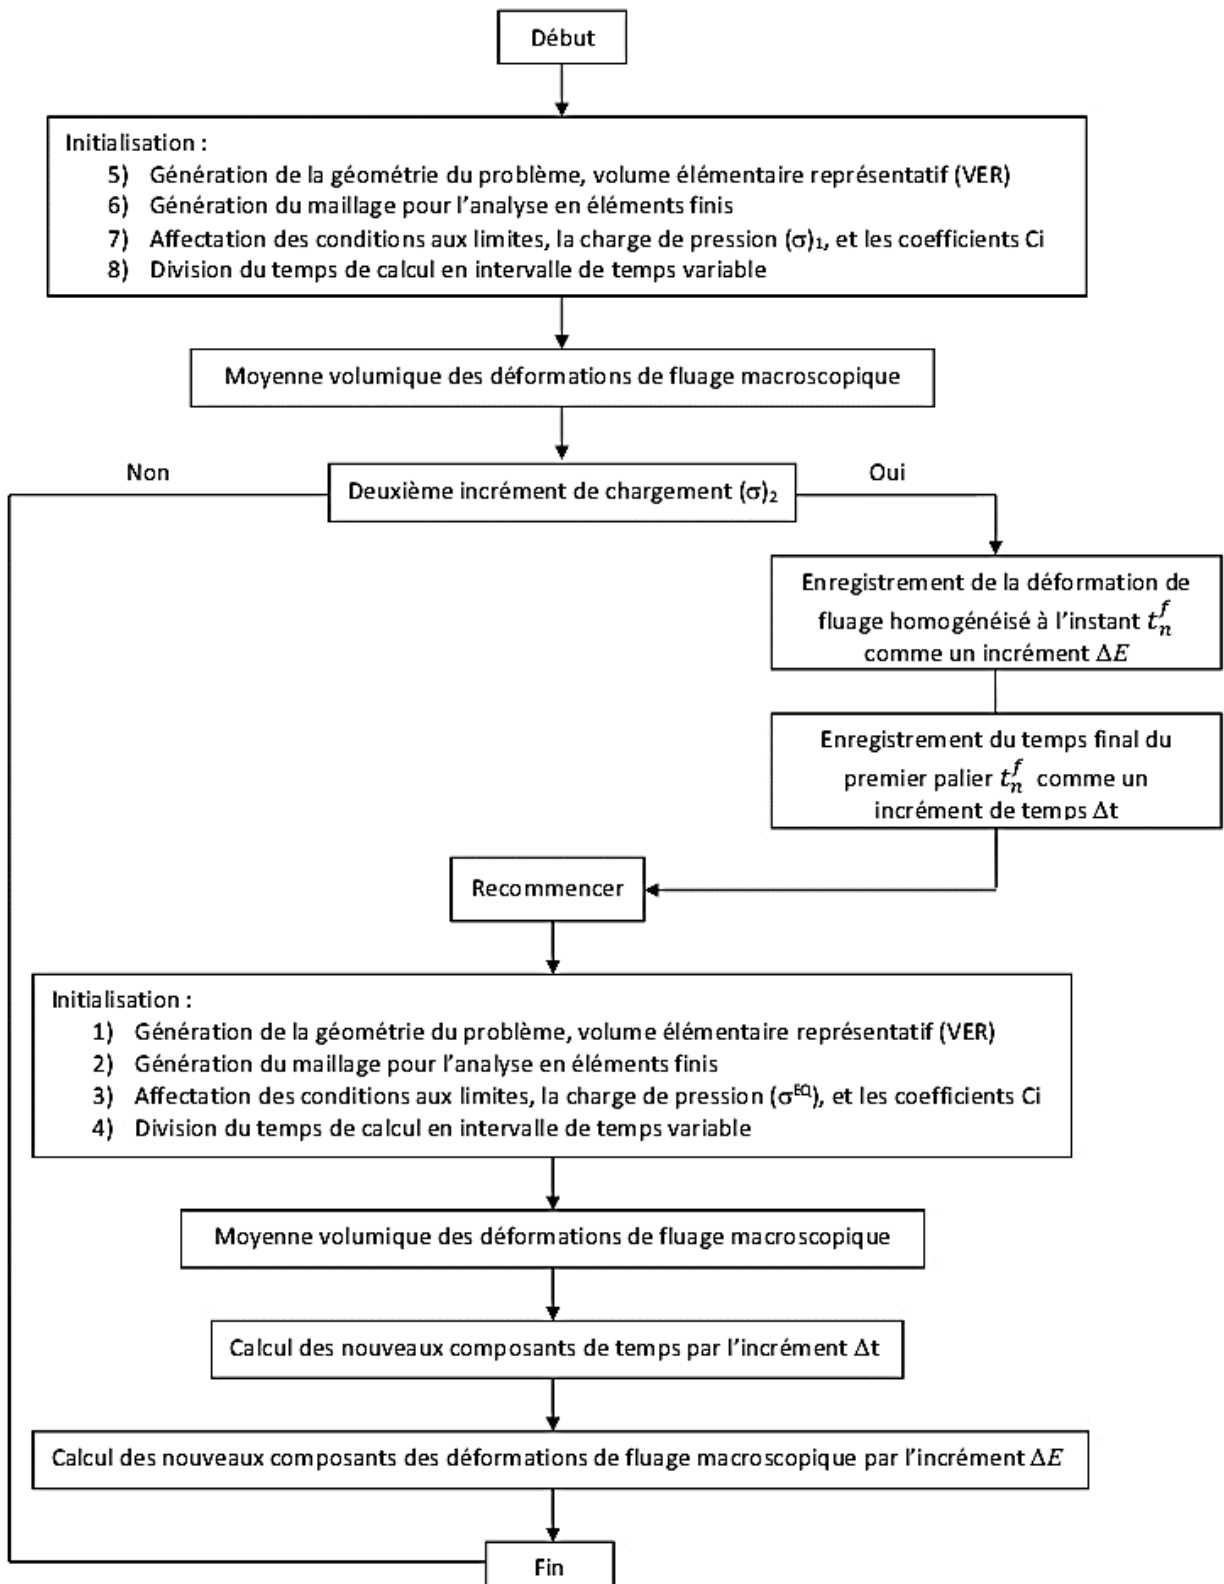 Début
Initialisation :
5) Génération de la géométrie du problème, volume élémentaire représentatif (VER)
6) Génération du maillage pour l'analyse en éléments finis
7) Affectation des conditions aux limites, la charge de pression (σ)₁, et les coefficients Ci
8) Division du temps de calcul en intervalle de temps variable
Moyenne volumique des déformations de fluage macroscopique
Non
Deuxième incrément de chargement (σ)₂
Oui
Enregistrement de la déformation de
fluage homogénéisé à l'instant $t_n^f$
comme un incrément ΔE
Enregistrement du temps final du
premier palier $t_n^f$ comme un
incrément de temps Δt
Recommencer
Initialisation :
1) Génération de la géométrie du problème, volume élémentaire représentatif (VER)
2) Génération du maillage pour l'analyse en éléments finis
3) Affectation des conditions aux limites, la charge de pression (σ^EQ), et les coefficients Ci
4) Division du temps de calcul en intervalle de temps variable
Moyenne volumique des déformations de fluage macroscopique
Calcul des nouveaux composants de temps par l'incrément Δt
Calcul des nouveaux composants des déformations de fluage macroscopique par l'incrément ΔE
Fin